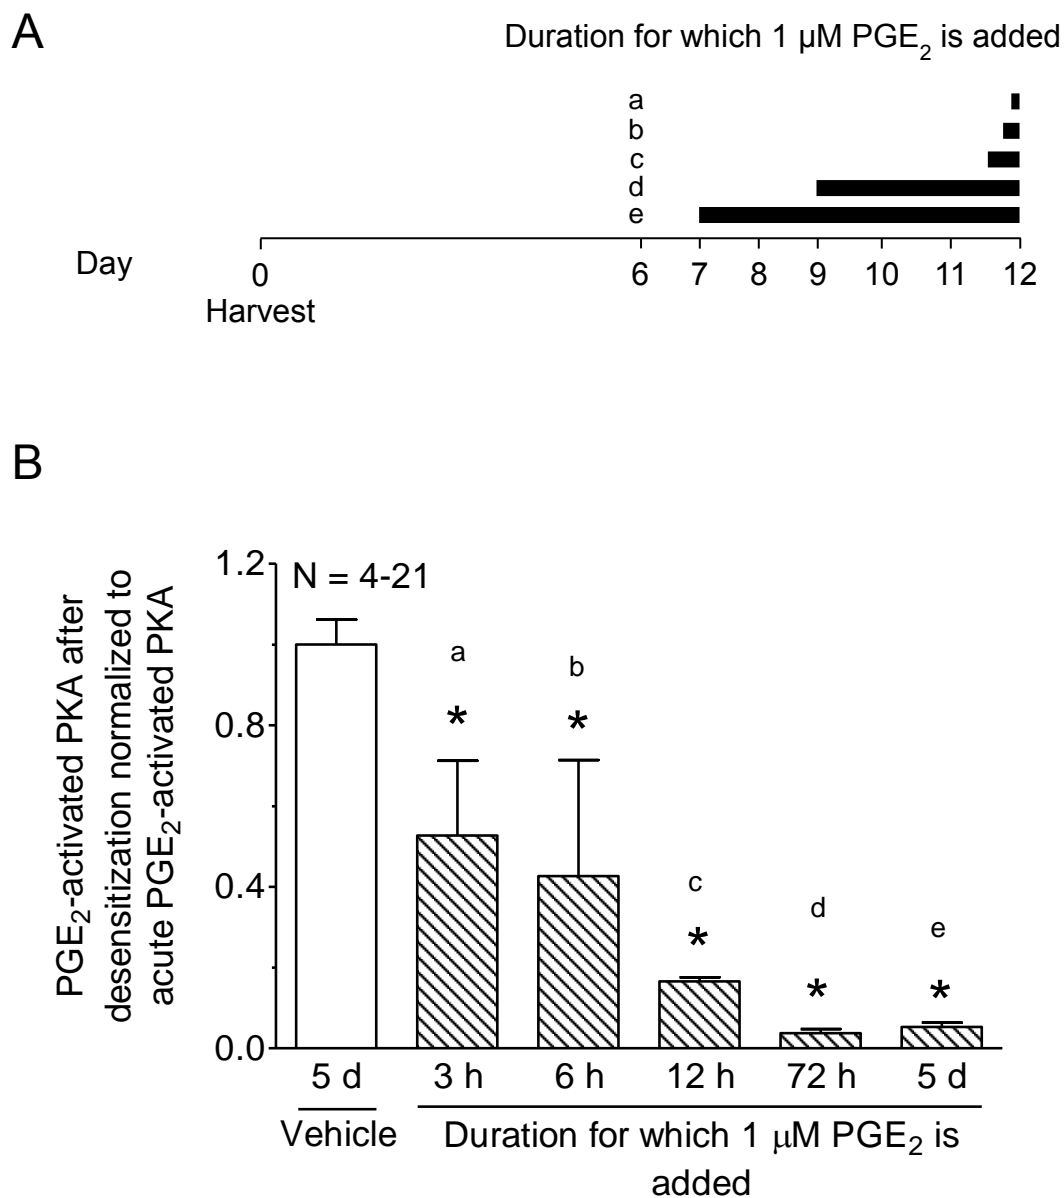 A
Duration for which 1 µM PGE2 is added
a
b
c
d
e
Day
0 6 7 8 9 10 11 12
Harvest
B
PGE2-activated PKA after
desensitization normalized to
acute PGE2-activated PKA
1.2
0.8
0.4
0.0
N = 4-21
a
*
b
*
c
*
d
*
e
*
5 d 3 h 6 h 12 h 72 h 5 d
Vehicle
Duration for which 1 µM PGE2 is
added